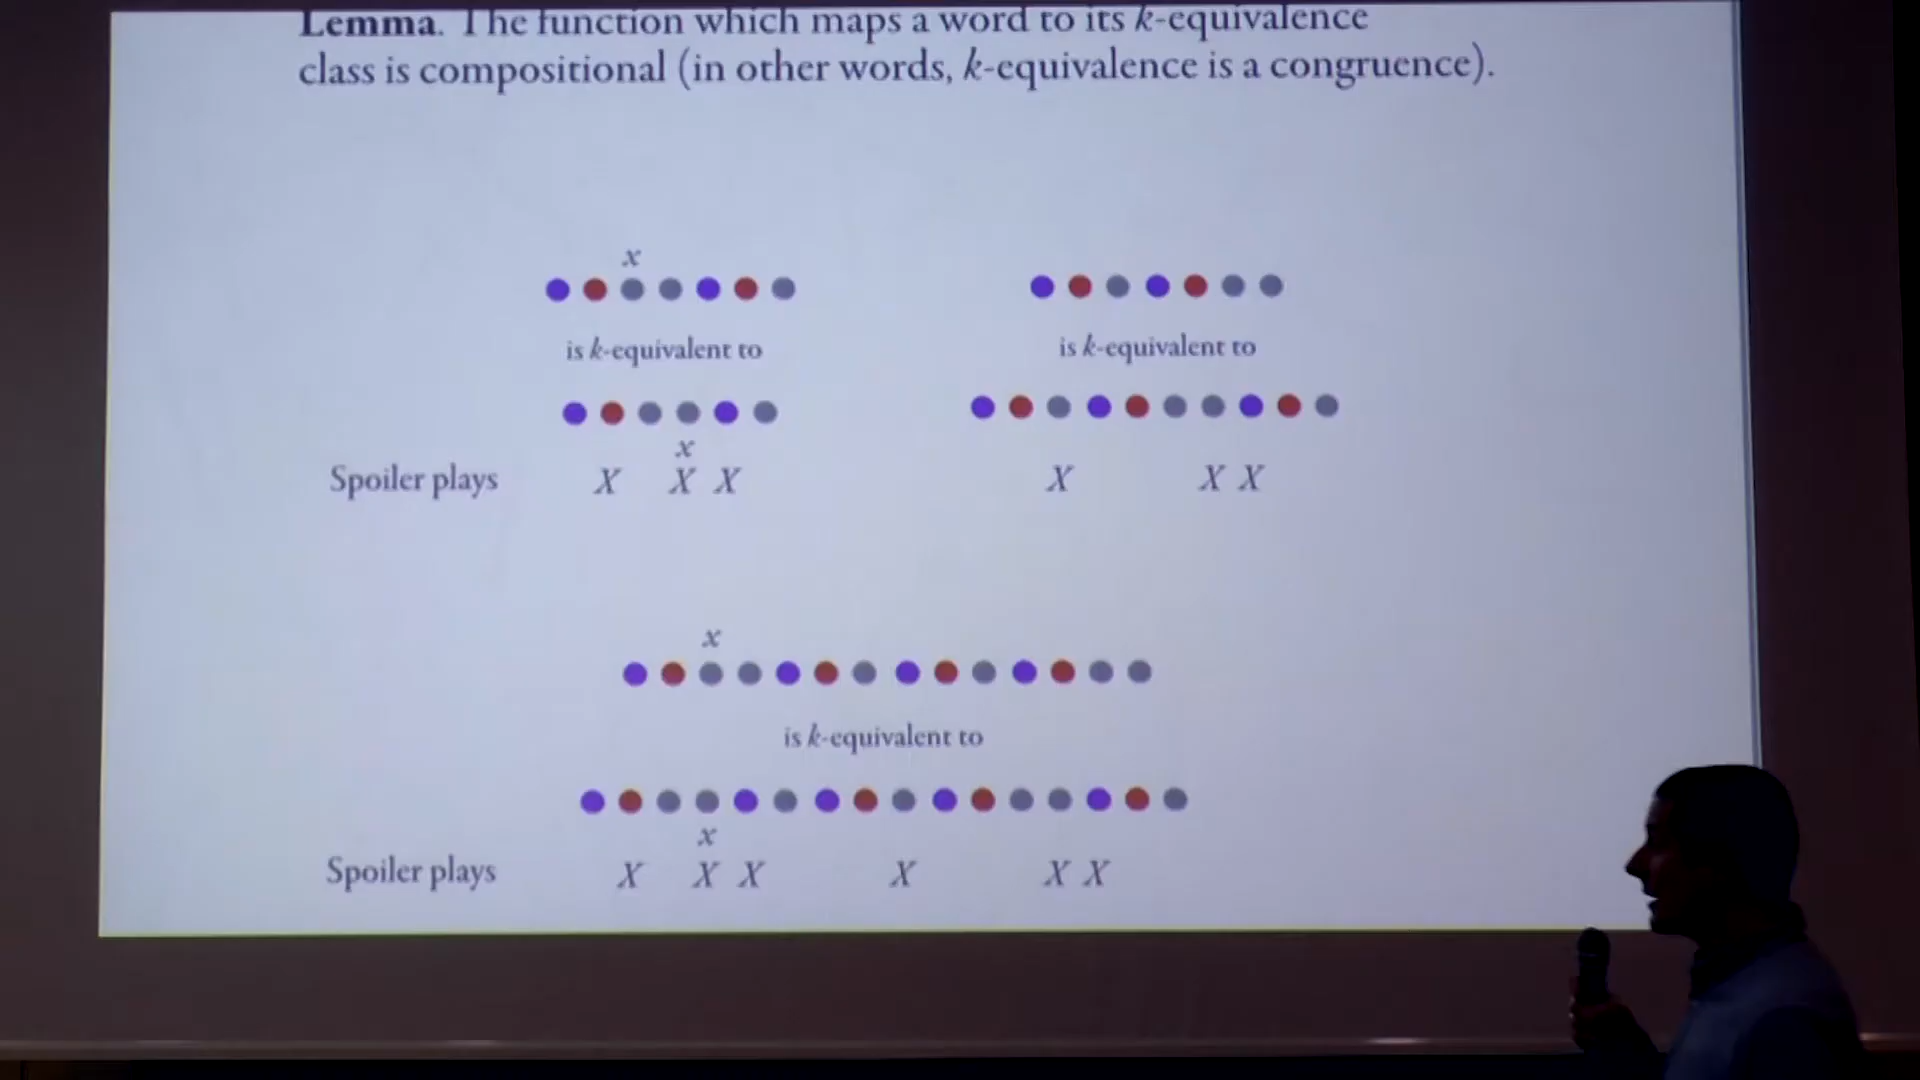 Lemma. The function which maps a word to its k-equivalence
class is compositional (in other words, k-equivalence is a congruence).
x
is k-equivalent to
is k-equivalent to
x
Spoiler plays X X X X X X
x
is k-equivalent to
x
Spoiler plays X X X X X X